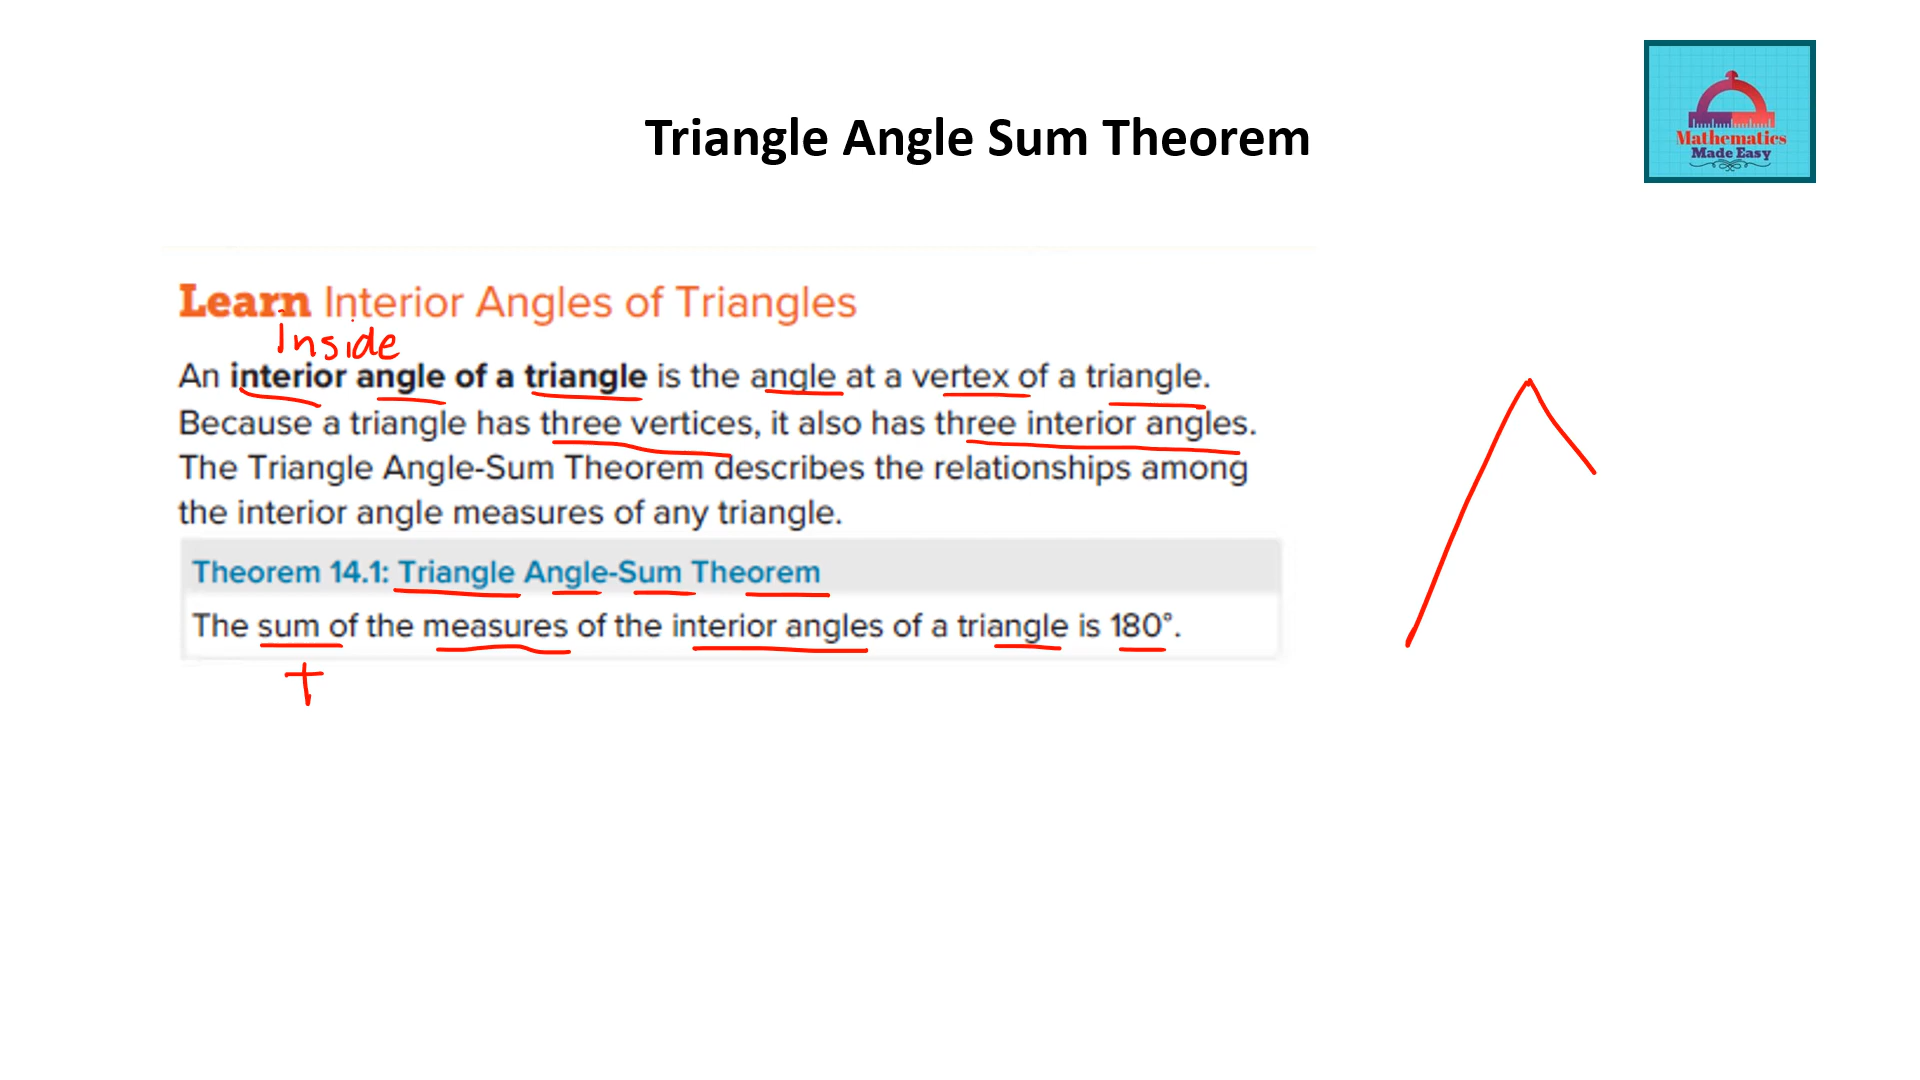 Triangle Angle Sum Theorem
Mathematics
Made Easy
Learn Interior Angles of Triangles
Inside
An interior angle of a triangle is the angle at a vertex of a triangle.
Because a triangle has three vertices, it also has three interior angles.
The Triangle Angle-Sum Theorem describes the relationships among
the interior angle measures of any triangle.
Theorem 14.1: Triangle Angle-Sum Theorem
The sum of the measures of the interior angles of a triangle is 180°.
+